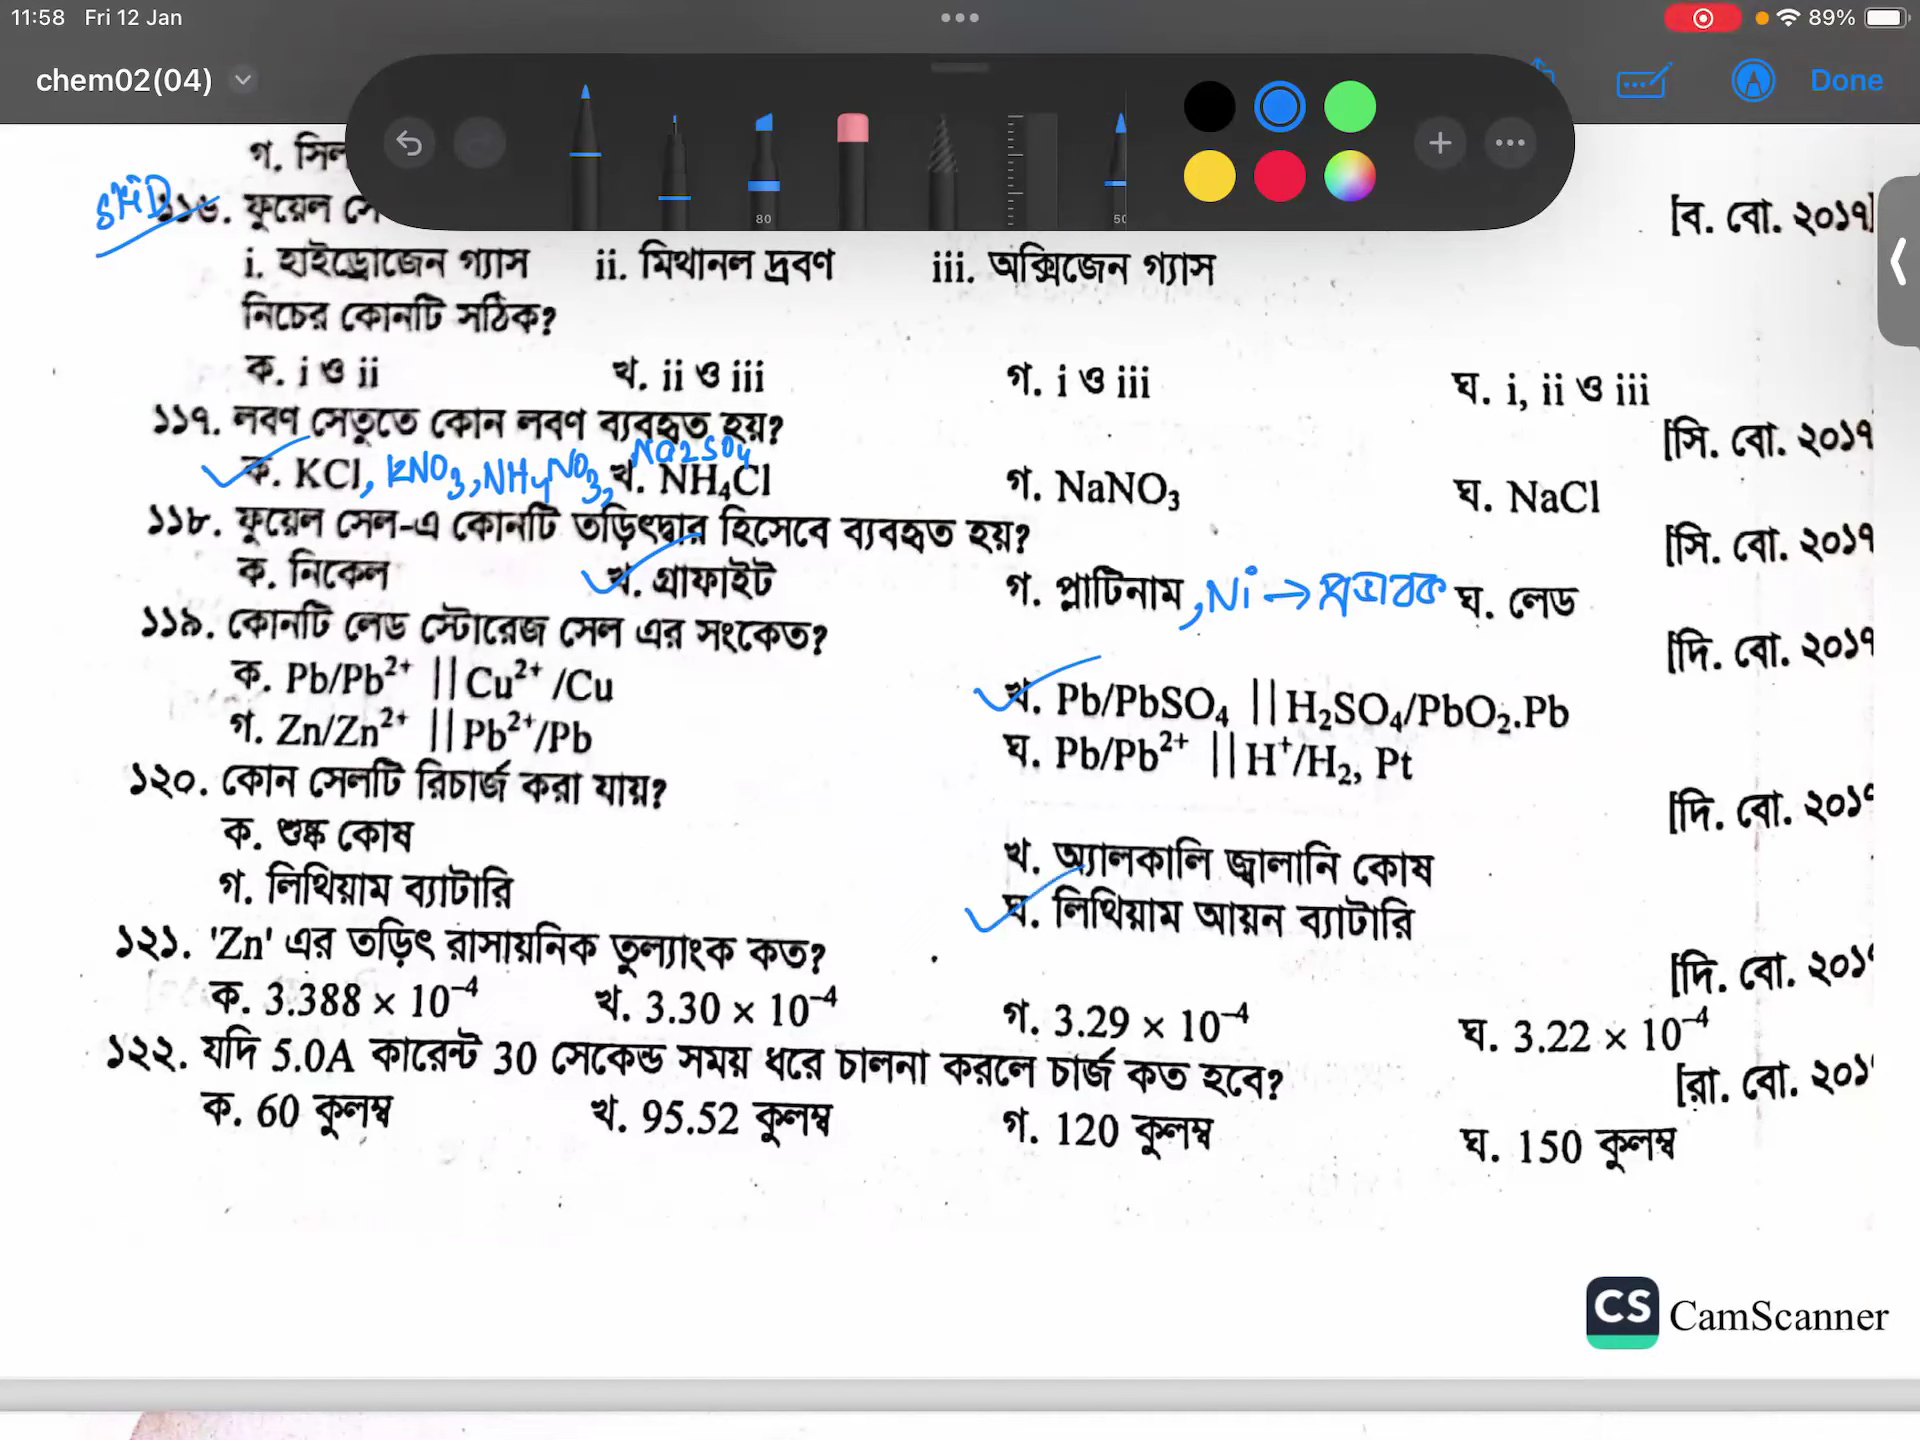 11:58 Fri 12 Jan
89%
chem02(04)
Done
80
50
গ. সিল
SAID
১১৬. ফুয়েল সে
[ব. বো. ২০১৭]
i. হাইড্রোজেন গ্যাস ii. মিথানল দ্রবণ iii. অক্সিজেন গ্যাস
নিচের কোনটি সঠিক?
ক. i ও ii খ. ii ও iii গ. i ও iii ঘ. i, ii ও iii
১১৭. লবণ সেতুতে কোন লবণ ব্যবহৃত হয়? [সি. বো. ২০১৭
Na2SO4
ক. KCl, KNO3, NH4NO3, খ. NH₄Cl গ. NaNO₃ ঘ. NaCl
১১৮. ফুয়েল সেল-এ কোনটি তড়িৎদ্বার হিসেবে ব্যবহৃত হয়? [সি. বো. ২০১৭
ক. নিকেল খ. গ্রাফাইট গ. প্লাটিনাম, Ni → প্রভাবক ঘ. লেড
১১৯. কোনটি লেড স্টোরেজ সেল এর সংকেত? [দি. বো. ২০১৭
ক. Pb/Pb²⁺ ||Cu²⁺ /Cu খ. Pb/PbSO₄ ||H₂SO₄/PbO₂.Pb
গ. Zn/Zn²⁺ ||Pb²⁺/Pb ঘ. Pb/Pb²⁺ ||H⁺/H₂, Pt
১২০. কোন সেলটি রিচার্জ করা যায়? [দি. বো. ২০১৭
ক. শুষ্ক কোষ খ. অ্যালকালি জ্বালানি কোষ
গ. লিথিয়াম ব্যাটারি ঘ. লিথিয়াম আয়ন ব্যাটারি
১২১. 'Zn' এর তড়িৎ রাসায়নিক তুল্যাংক কত? [দি. বো. ২০১
ক. 3.388 × 10⁻⁴ খ. 3.30 × 10⁻⁴ গ. 3.29 × 10⁻⁴ ঘ. 3.22 × 10⁻⁴
১২২. যদি 5.0A কারেন্ট 30 সেকেন্ড সময় ধরে চালনা করলে চার্জ কত হবে? [রা. বো. ২০১
ক. 60 কুলম্ব খ. 95.52 কুলম্ব গ. 120 কুলম্ব ঘ. 150 কুলম্ব
CS CamScanner